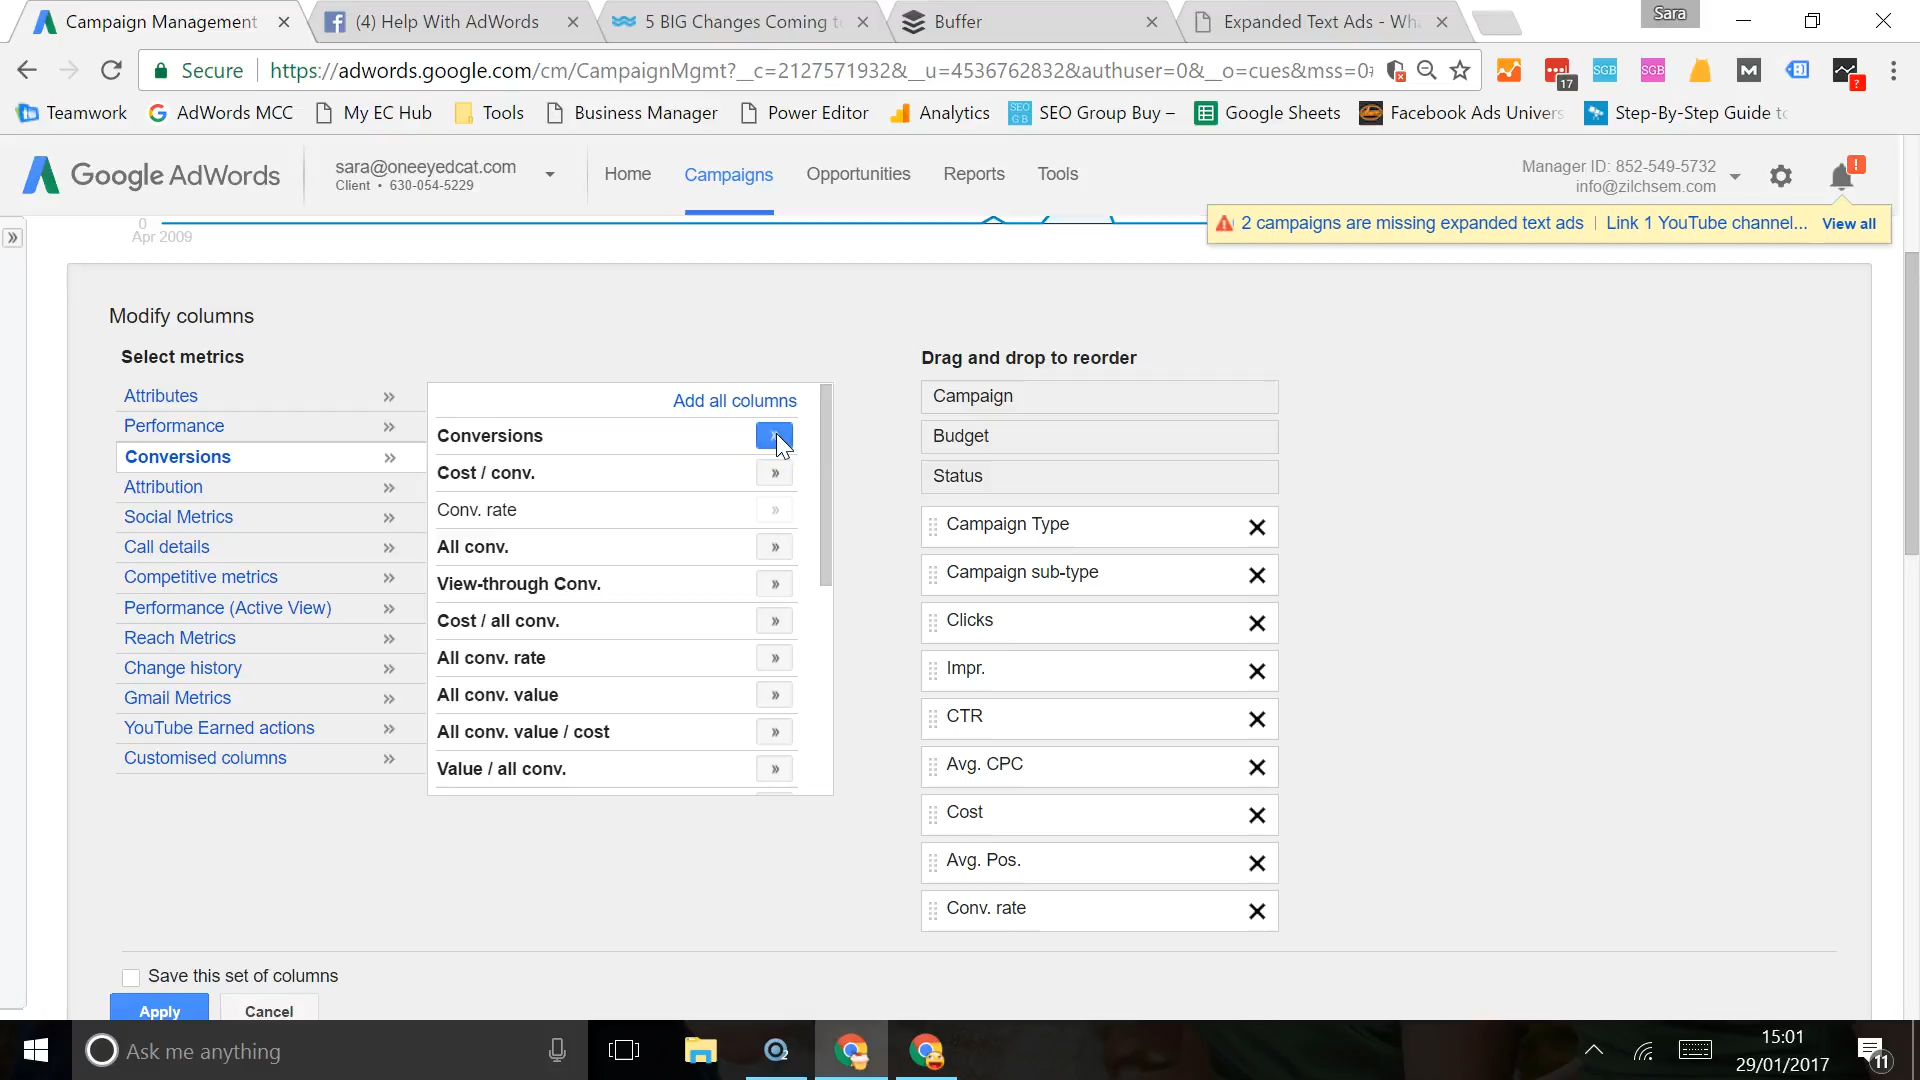 Campaign Management
(4) Help With AdWords
5 BIG Changes Coming to
Buffer
Expanded Text Ads - Wha
Sara
Secure
https://adwords.google.com/cm/CampaignMgmt?__c=2127571932&__u=4536762832&authuser=0&__o=cues&mss=0#
17
SGB
SGB
M
?
Teamwork
AdWords MCC
My EC Hub
Tools
Business Manager
Power Editor
Analytics
SEO GB
SEO Group Buy –
Google Sheets
Facebook Ads Univers
Step-By-Step Guide to
Google AdWords
sara@oneeyedcat.com
Client • 630-054-5229
Home
Campaigns
Opportunities
Reports
Tools
Manager ID: 852-549-5732
info@zilchsem.com
!
0
Apr 2009
2 campaigns are missing expanded text ads
Link 1 YouTube channel...
View all
»
Modify columns
Select metrics
Attributes »
Performance »
Conversions »
Attribution »
Social Metrics »
Call details »
Competitive metrics »
Performance (Active View) »
Reach Metrics »
Change history »
Gmail Metrics »
YouTube Earned actions »
Customised columns »
Add all columns
Conversions »
Cost / conv. »
Conv. rate »
All conv. »
View-through Conv. »
Cost / all conv. »
All conv. rate »
All conv. value »
All conv. value / cost »
Value / all conv. »
Drag and drop to reorder
Campaign
Budget
Status
Campaign Type
Campaign sub-type
Clicks
Impr.
CTR
Avg. CPC
Cost
Avg. Pos.
Conv. rate
Save this set of columns
Apply
Cancel
Ask me anything
15:01
29/01/2017
11